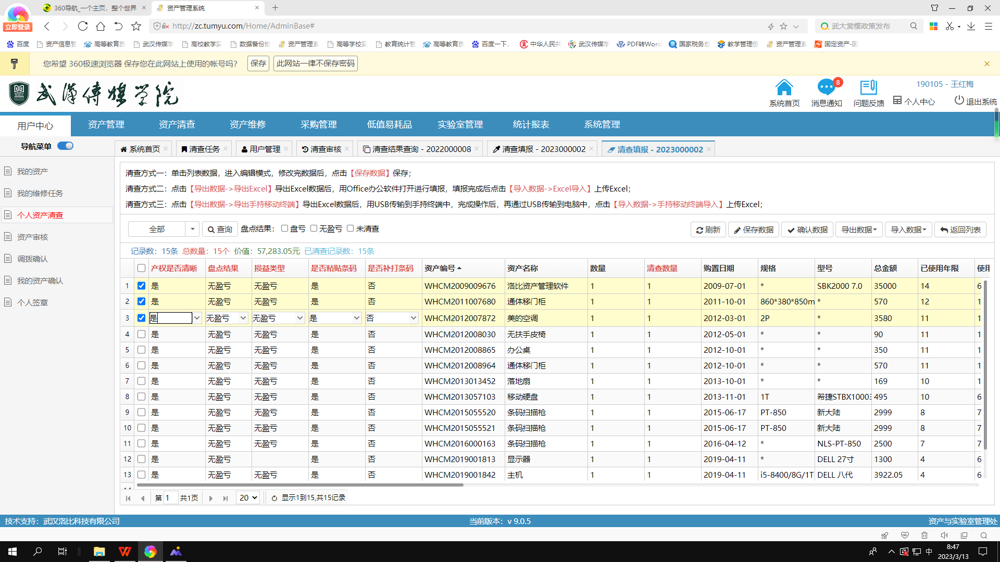 360导航_一个主页，整个世界
资产管理系统
立即登录
http://zc.tumyu.com/Home/AdminBase#
武大赏樱政策发布
百度
资产信息管
高等教育质
武汉传媒学
高校教学实
数据备份地
资产管理系
高等学校实
教育统计管
高等教育质
百度一下，
中华人民共
武汉传媒学
PDF转Word
国家税务总
教学管理信
资产管理系
固定资产-国
您希望 360极速浏览器 保存您在此网站上使用的帐号吗？
保存
此网站一律不保存密码
武汉传媒学院
系统首页
消息通知
8
问题反馈
190105 - 王红梅
个人中心
退出系统
用户中心
资产管理
资产清查
资产维修
采购管理
低值易耗品
实验室管理
统计报表
系统管理
导航菜单
系统首页
清查任务
用户管理
清查审核
清查结果查询 - 2022000008
清查填报 - 2023000002
清查填报 - 2023000002
我的资产
我的维修任务
个人资产清查
资产审核
调拨确认
我的资产确认
个人签章
清查方式一：单击列表数据，进入编辑模式，修改完数据后，点击【保存数据】保存；
清查方式二：点击【导出数据->导出Excel】导出Excel数据后，用Office办公软件打开进行填报，填报完成后点击【导入数据->Excel导入】上传Excel；
清查方式三：点击【导出数据->导出手持移动终端】导出Excel数据后，用USB传输到手持终端中，完成操作后，再通过USB传输到电脑中，点击【导入数据->手持移动终端导入】上传Excel；
全部 查询 盘点结果： 盘亏 无盈亏 未清查 刷新 保存数据 确认数据 导出数据 导入数据 返回列表
记录数：15条 总数量：15个 价值：57,283.05元 已清查记录数：15条
产权是否清晰 盘点结果 损益类型 是否粘贴条码 是否补打条码 资产编号 资产名称 数量 清查数量 购置日期 规格 型号 总金额 已使用年限 使用
1 是 无盈亏 无盈亏 是 否 WHCM2009009676 洛比资产管理软件 1 1 2009-07-01 * SBK2000 7.0 35000 14 6
2 是 无盈亏 无盈亏 是 否 WHCM2011007680 通体移门柜 1 1 2011-10-01 860*380*850m * 570 12 1
3 是 无盈亏 无盈亏 是 否 WHCM2012007872 美的空调 1 1 2012-03-01 2P * 3580 11 1
4 是 无盈亏 无盈亏 是 否 WHCM2012008030 无扶手皮椅 1 1 2012-05-01 * * 90 11 1
5 是 无盈亏 无盈亏 是 否 WHCM2012008865 办公桌 1 1 2012-10-01 * * 350 11 1
6 是 无盈亏 无盈亏 是 否 WHCM2012008964 通体移门柜 1 1 2012-10-01 * * 570 11 1
7 是 无盈亏 无盈亏 是 否 WHCM2013013452 落地扇 1 1 2013-10-01 * * 169 10 1
8 是 无盈亏 无盈亏 是 否 WHCM2013057103 移动硬盘 1 1 2013-11-01 1T 希捷STBX10003 495 10 6
9 是 无盈亏 无盈亏 是 否 WHCM2015055520 条码扫描枪 1 1 2015-06-17 PT-850 新大陆 2999 8 7
10 是 无盈亏 无盈亏 是 否 WHCM2015055521 条码扫描枪 1 1 2015-06-17 PT-850 新大陆 2999 8 7
11 是 无盈亏 无盈亏 是 否 WHCM2016000163 条码扫描枪 1 1 2016-04-12 * NLS-PT-850 2500 7 7
12 是 无盈亏 是 否 WHCM2019001813 显示器 1 1 2019-04-11 * DELL 27寸 1300 4 6
13 是 无盈亏 无盈亏 是 否 WHCM2019001842 主机 1 1 2019-04-11 i5-8400/8G/1T DELL 八代 3922.05 4 6
第 1 共1页 20 显示1到15,共15记录
技术支持：武汉洛比科技有限公司
当前版本：v 9.0.5
资产与实验室管理处
中
8:47
2023/3/13